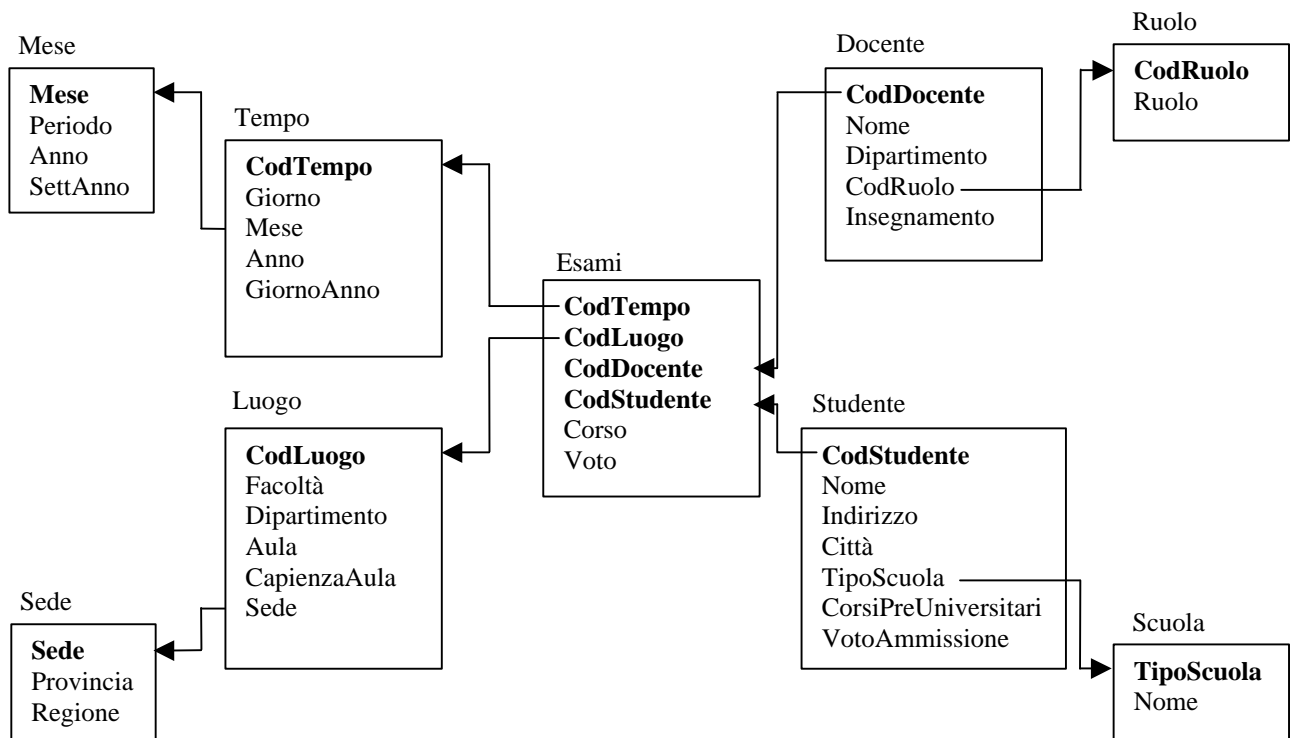 Mese
Mese
Periodo
Anno
SettAnno
Tempo
CodTempo
Giorno
Mese
Anno
GiornoAnno
Luogo
CodLuogo
Facoltà
Dipartimento
Aula
CapienzaAula
Sede
Sede
Sede
Provincia
Regione
Esami
CodTempo
CodLuogo
CodDocente
CodStudente
Corso
Voto
Docente
CodDocente
Nome
Dipartimento
CodRuolo
Insegnamento
Ruolo
CodRuolo
Ruolo
Studente
CodStudente
Nome
Indirizzo
Città
TipoScuola
CorsiPreUniversitari
VotoAmmissione
Scuola
TipoScuola
Nome